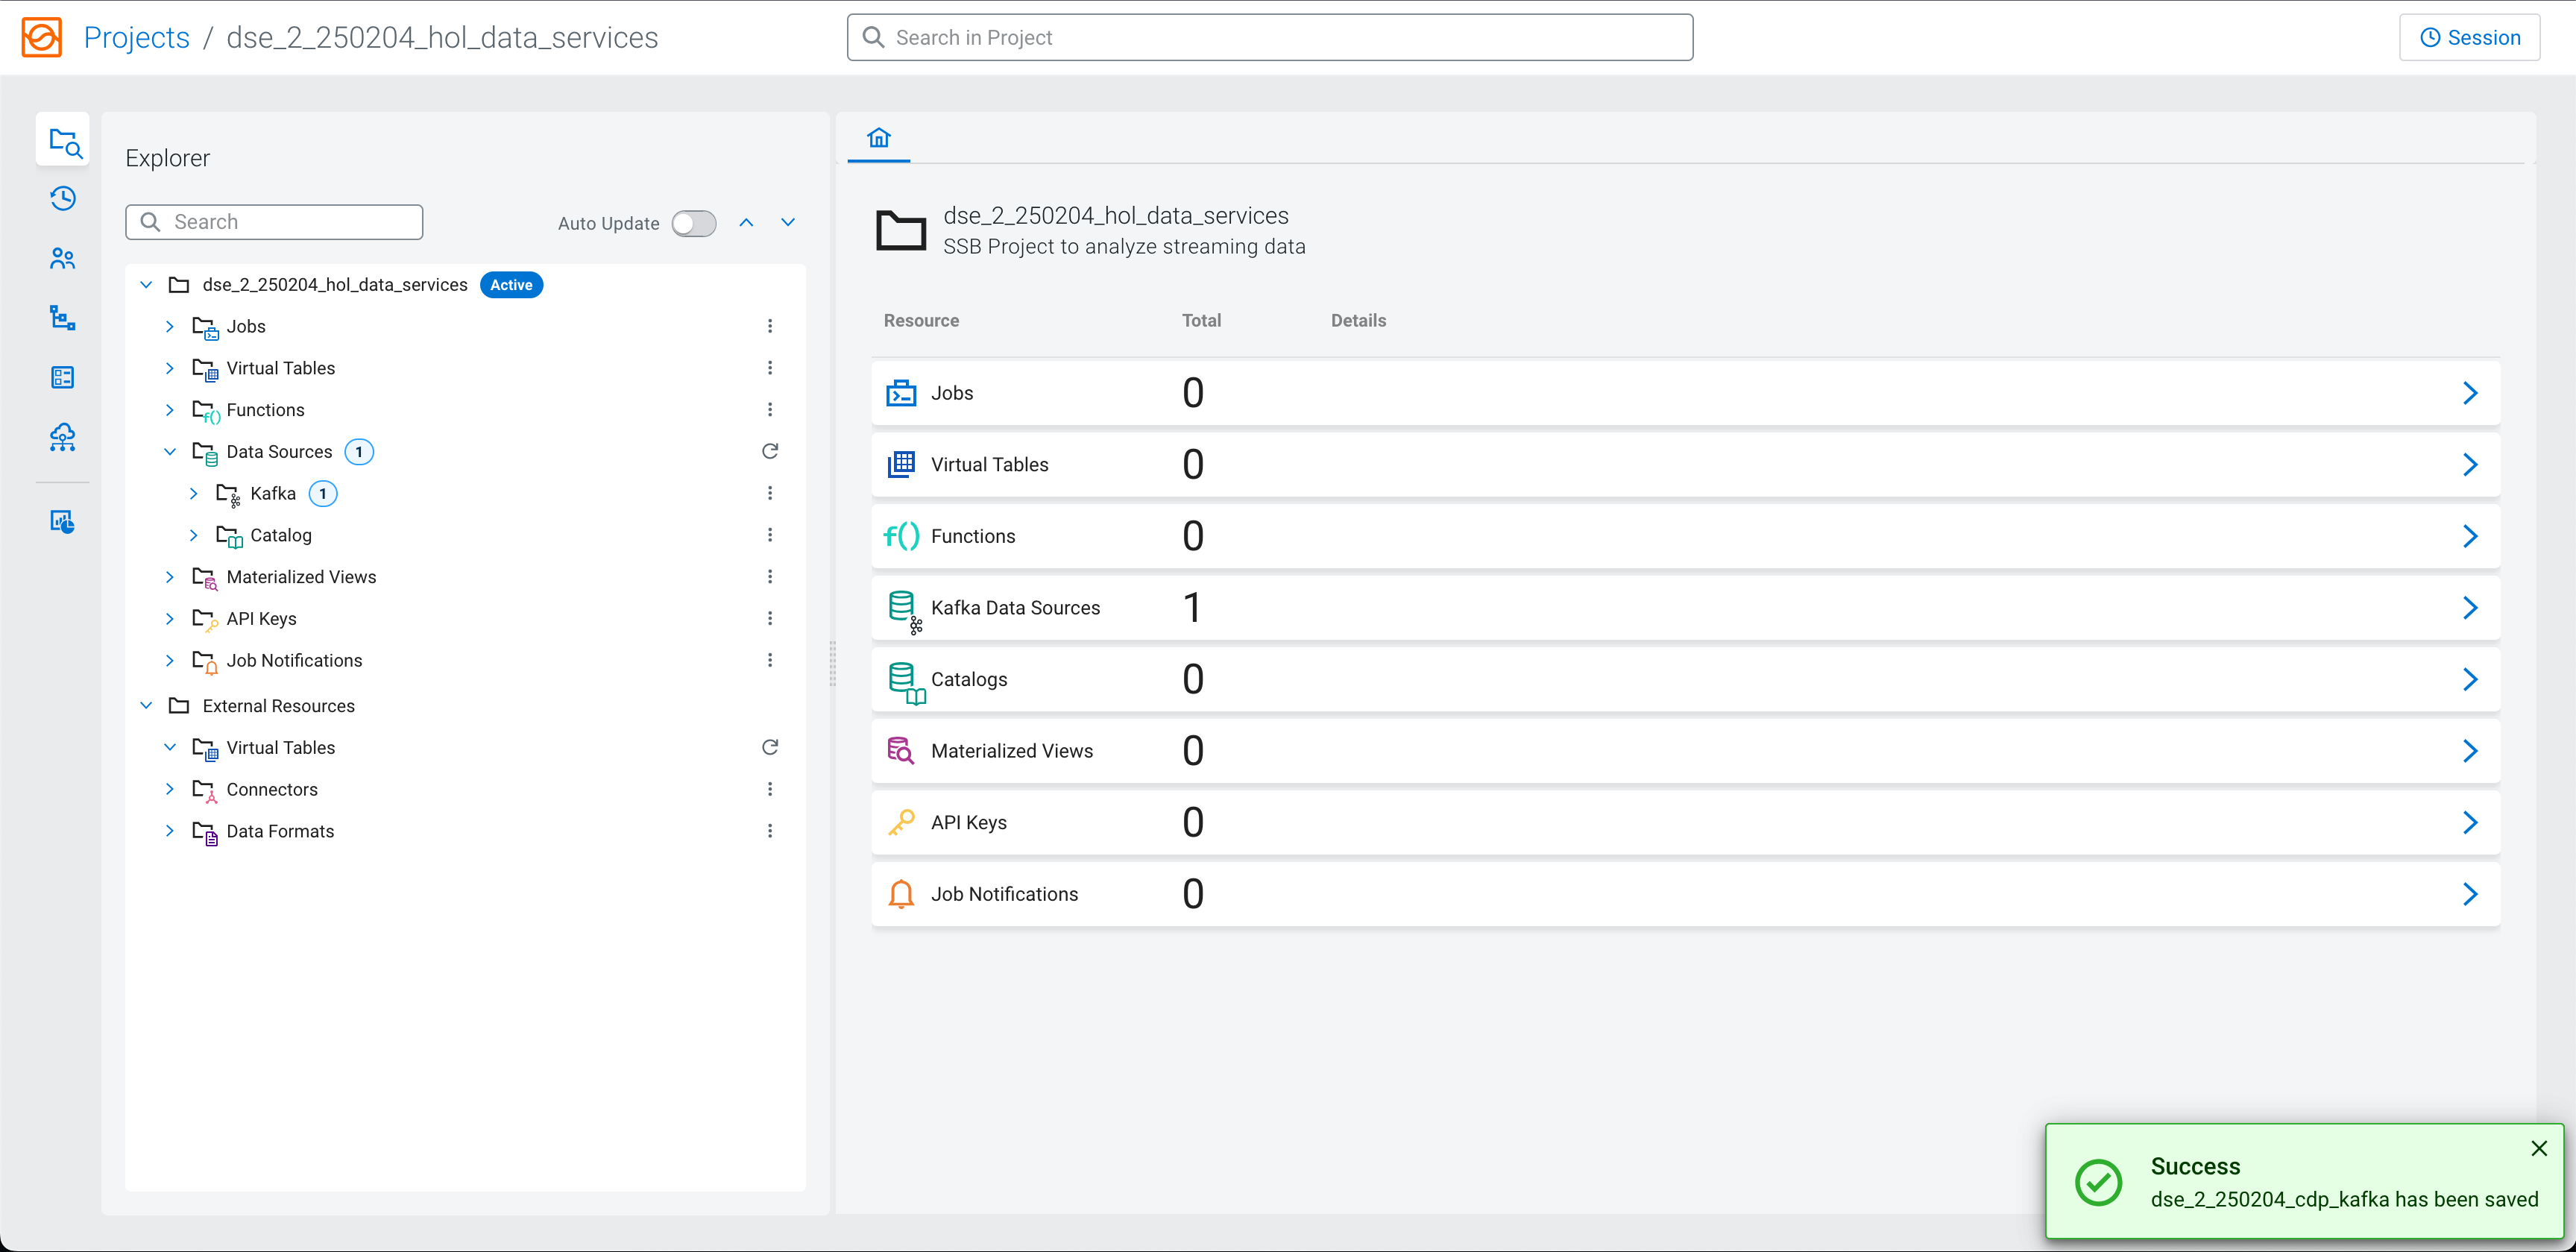 Projects / dse_2_250204_hol_data_services
Search in Project
Session
Explorer
Search
Auto Update
dse_2_250204_hol_data_services Active
Jobs
Virtual Tables
Functions
Data Sources 1
Kafka 1
Catalog
Materialized Views
API Keys
Job Notifications
External Resources
Virtual Tables
Connectors
Data Formats
dse_2_250204_hol_data_services
SSB Project to analyze streaming data
Resource Total Details
Jobs 0
Virtual Tables 0
f() Functions 0
Kafka Data Sources 1
Catalogs 0
Materialized Views 0
API Keys 0
Job Notifications 0
Success
dse_2_250204_cdp_kafka has been saved